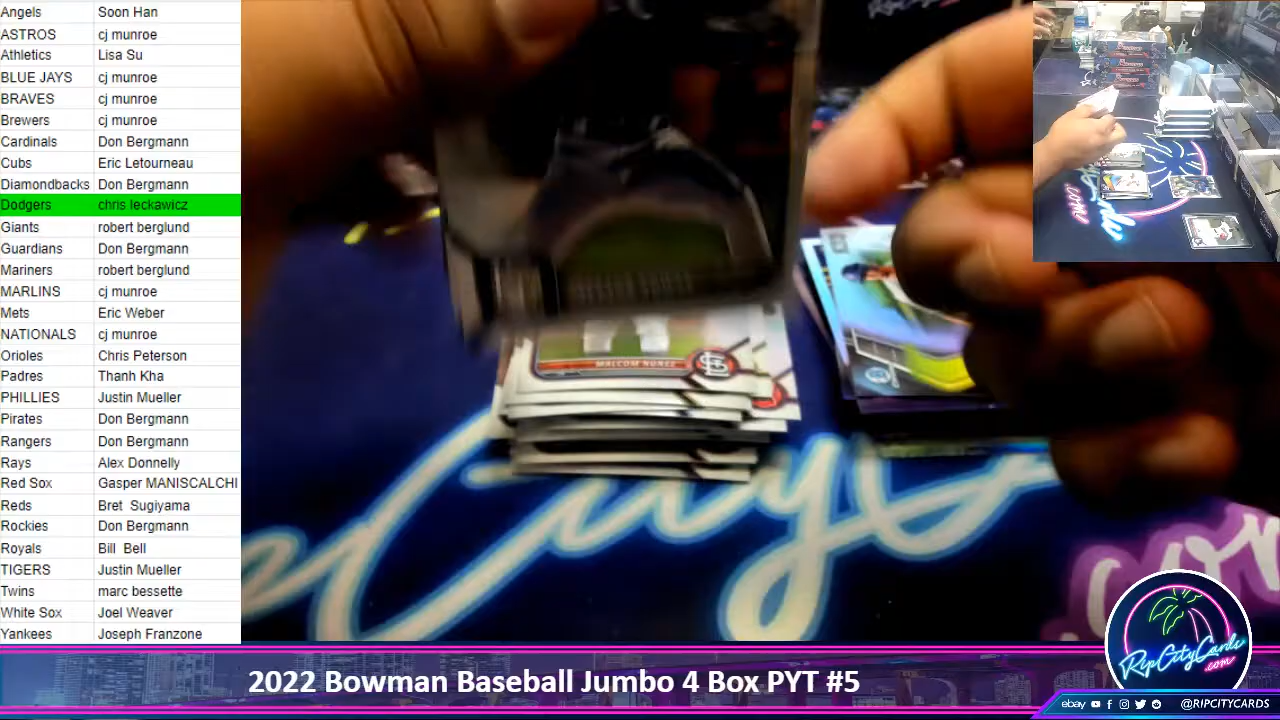 Angels Soon Han
ASTROS cj munroe
Athletics Lisa Su
BLUE JAYS cj munroe
BRAVES cj munroe
Brewers cj munroe
Cardinals Don Bergmann
Cubs Eric Letourneau
Diamondbacks Don Bergmann
Dodgers chris leckawicz
Giants robert berglund
Guardians Don Bergmann
Mariners robert berglund
MARLINS cj munroe
Mets Eric Weber
NATIONALS cj munroe
Orioles Chris Peterson
Padres Thanh Kha
PHILLIES Justin Mueller
Pirates Don Bergmann
Rangers Don Bergmann
Rays Alex Donnelly
Red Sox Gasper MANISCALCHI
Reds Bret Sugiyama
Rockies Don Bergmann
Royals Bill Bell
TIGERS Justin Mueller
Twins marc bessette
White Sox Joel Weaver
Yankees Joseph Franzone
MALCOM NUNEZ
2022 Bowman Baseball Jumbo 4 Box PYT #5
RipCityCards
.com
ebay @RIPCITYCARDS